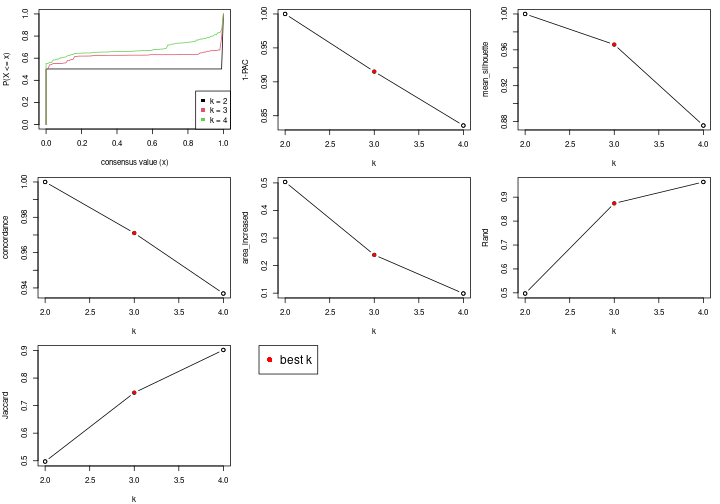 P(X <= x)
0.0 0.2 0.4 0.6 0.8 1.0
k = 2
k = 3
k = 4
0.0 0.2 0.4 0.6 0.8 1.0
consensus value (x)
1-PAC
0.85 0.90 0.95 1.00
2.0 2.5 3.0 3.5 4.0
k
mean_silhouette
0.88 0.92 0.96 1.00
2.0 2.5 3.0 3.5 4.0
k
concordance
0.94 0.96 0.98 1.00
2.0 2.5 3.0 3.5 4.0
k
area_increased
0.1 0.2 0.3 0.4 0.5
2.0 2.5 3.0 3.5 4.0
k
Rand
0.5 0.6 0.7 0.8 0.9
2.0 2.5 3.0 3.5 4.0
k
Jaccard
0.5 0.6 0.7 0.8 0.9
2.0 2.5 3.0 3.5 4.0
k
best k